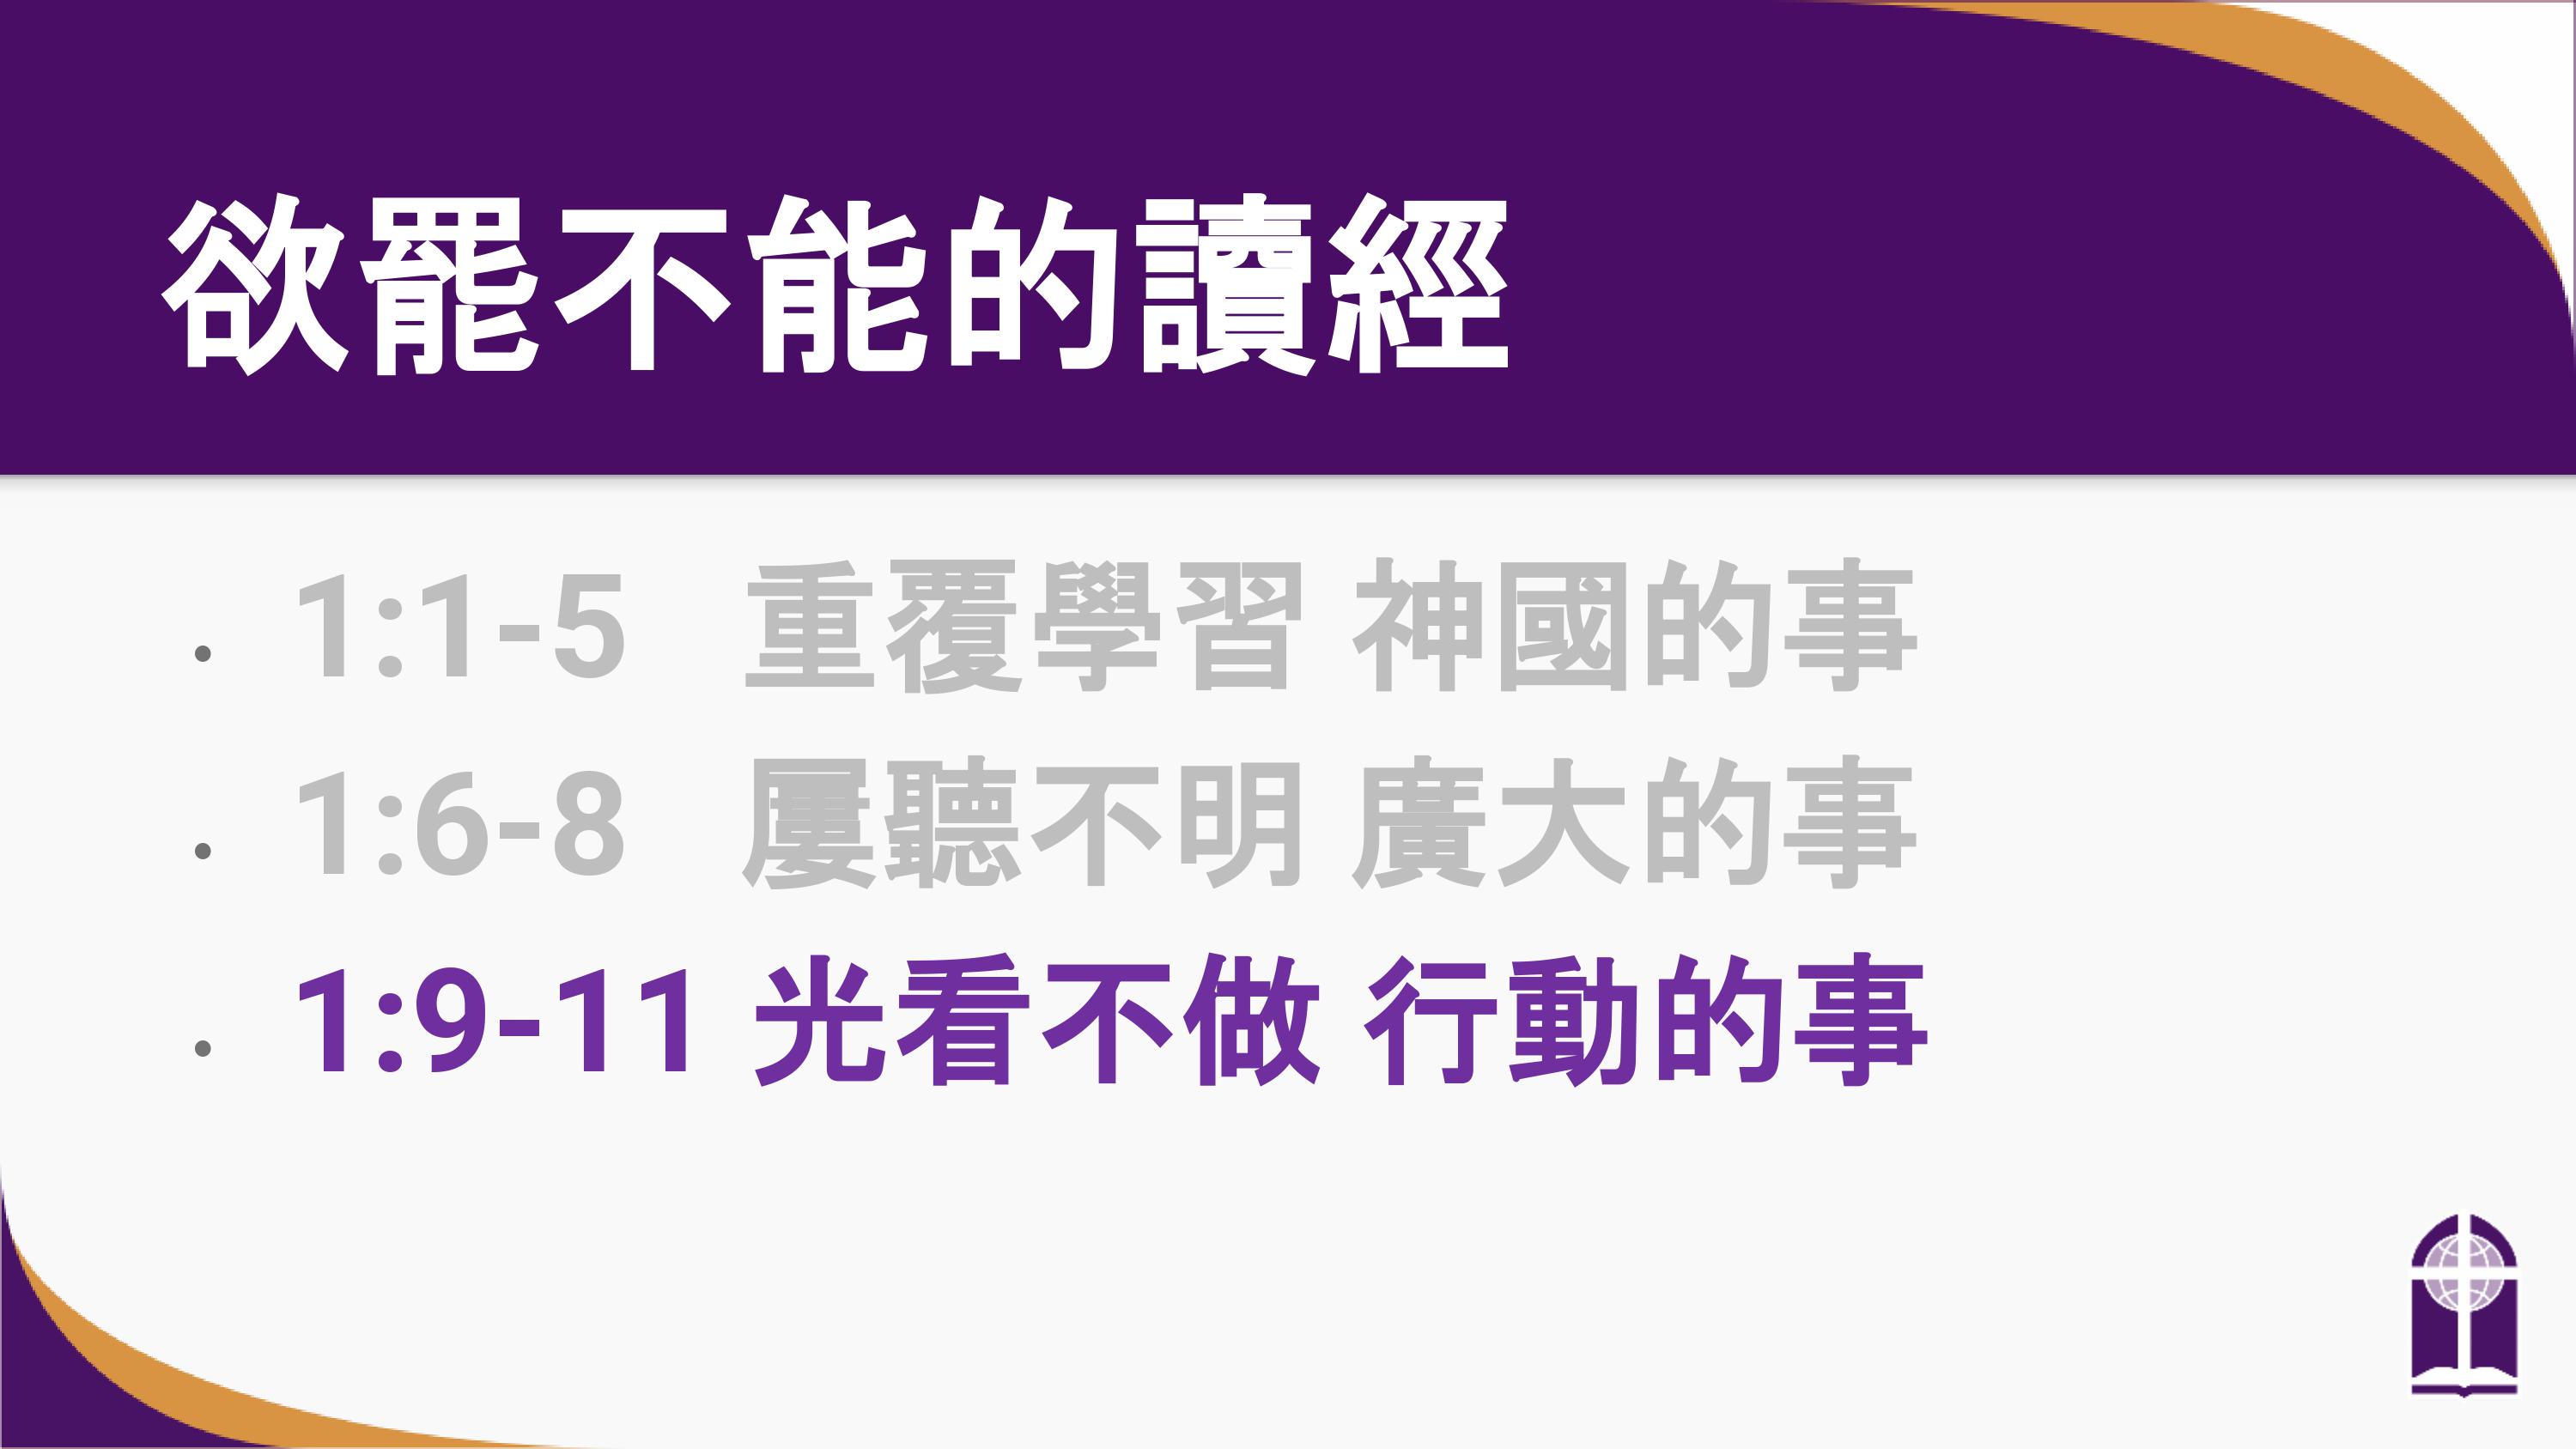 欲罷不能的讀經
• 1:1-5 重覆學習 神國的事
• 1:6-8 屢聽不明 廣大的事
• 1:9-11 光看不做 行動的事